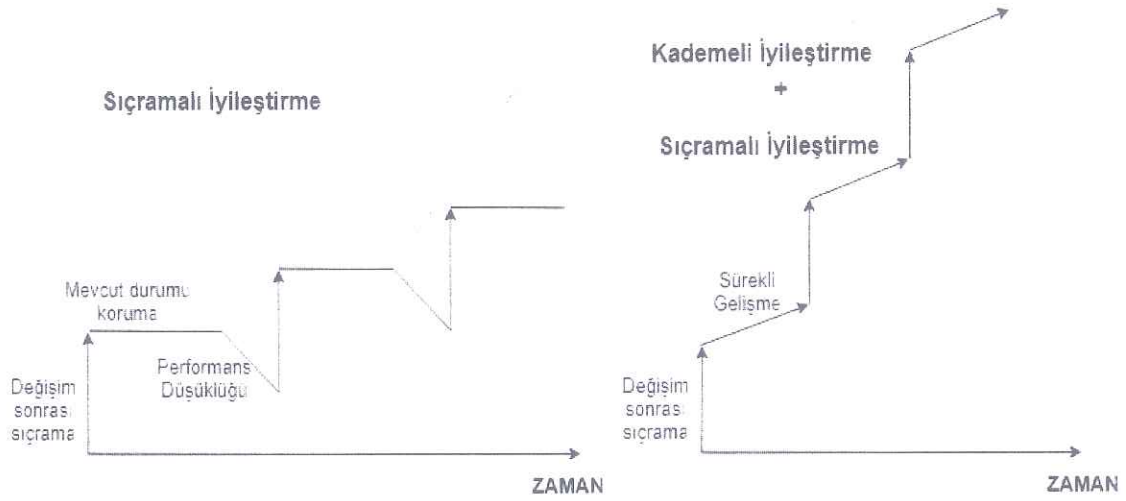 Sıçramalı İyileştirme
Mevcut durumu
koruma
Performans
Düşüklüğü
Değişim
sonrası
sıçrama
ZAMAN
Kademeli İyileştirme
+
Sıçramalı İyileştirme
Sürekli
Gelişme
Değişim
sonrası
sıçrama
ZAMAN